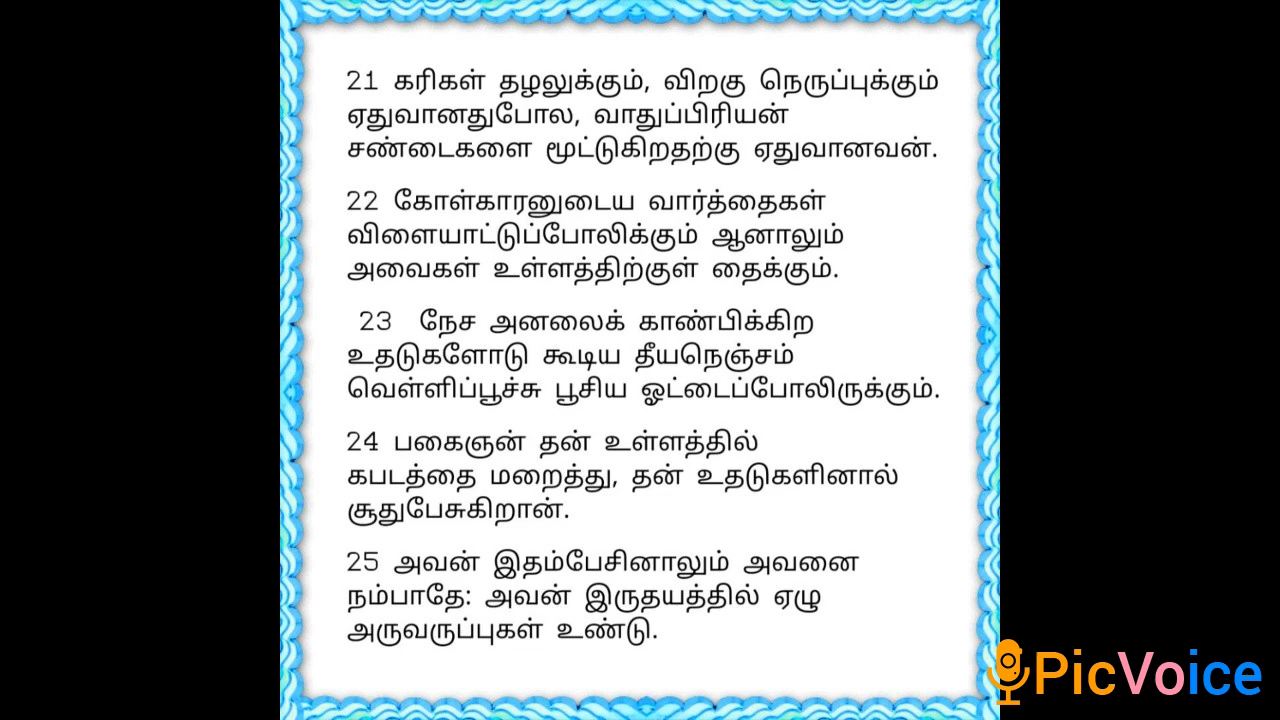 21 கரிகள் தழலுக்கும், விறகு நெருப்புக்கும்
ஏதுவானதுபோல, வாதுப்பிரியன்
சண்டைகளை மூட்டுகிறதற்கு ஏதுவானவன்.
22 கோள்காரனுடைய வார்த்தைகள்
விளையாட்டுப்போலிக்கும் ஆனாலும்
அவைகள் உள்ளத்திற்குள் தைக்கும்.
23 நேச அனலைக் காண்பிக்கிற
உதடுகளோடு கூடிய தீயநெஞ்சம்
வெள்ளிப்பூச்சு பூசிய ஓட்டைப்போலிருக்கும்.
24 பகைஞன் தன் உள்ளத்தில்
கபடத்தை மறைத்து, தன் உதடுகளினால்
சூதுபேசுகிறான்.
25 அவன் இதம்பேசினாலும் அவனை
நம்பாதே: அவன் இருதயத்தில் ஏழு
அருவருப்புகள் உண்டு.
PicVoice